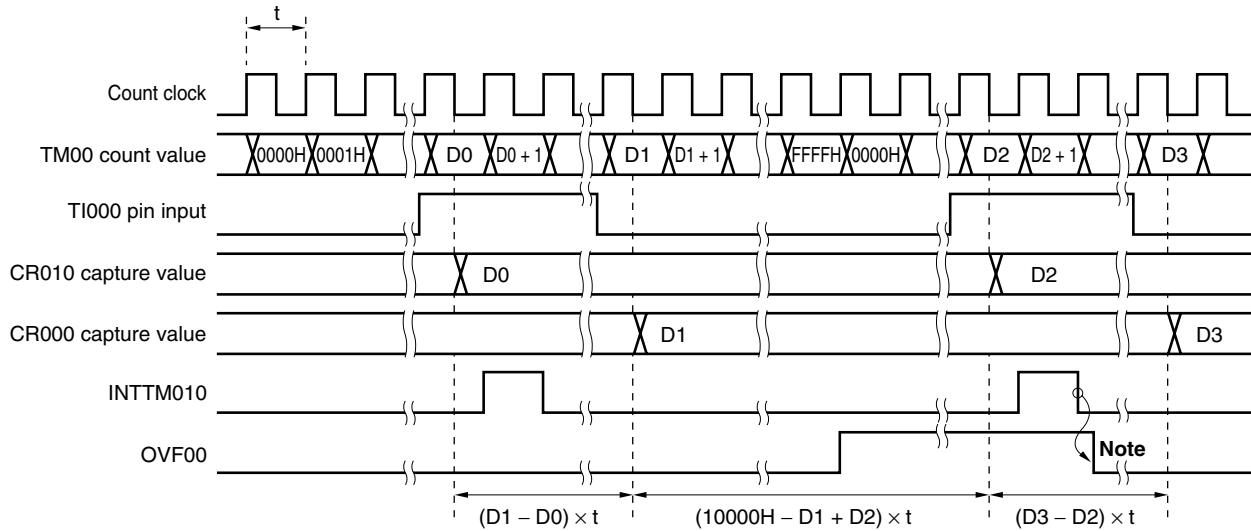 t
Count clock
TM00 count value 0000H 0001H D0 D0 + 1 D1 D1 + 1 FFFFH 0000H D2 D2 + 1 D3
TI000 pin input
CR010 capture value D0 D2
CR000 capture value D1 D3
INTTM010
OVF00 Note
(D1 − D0) × t (10000H − D1 + D2) × t (D3 − D2) × t